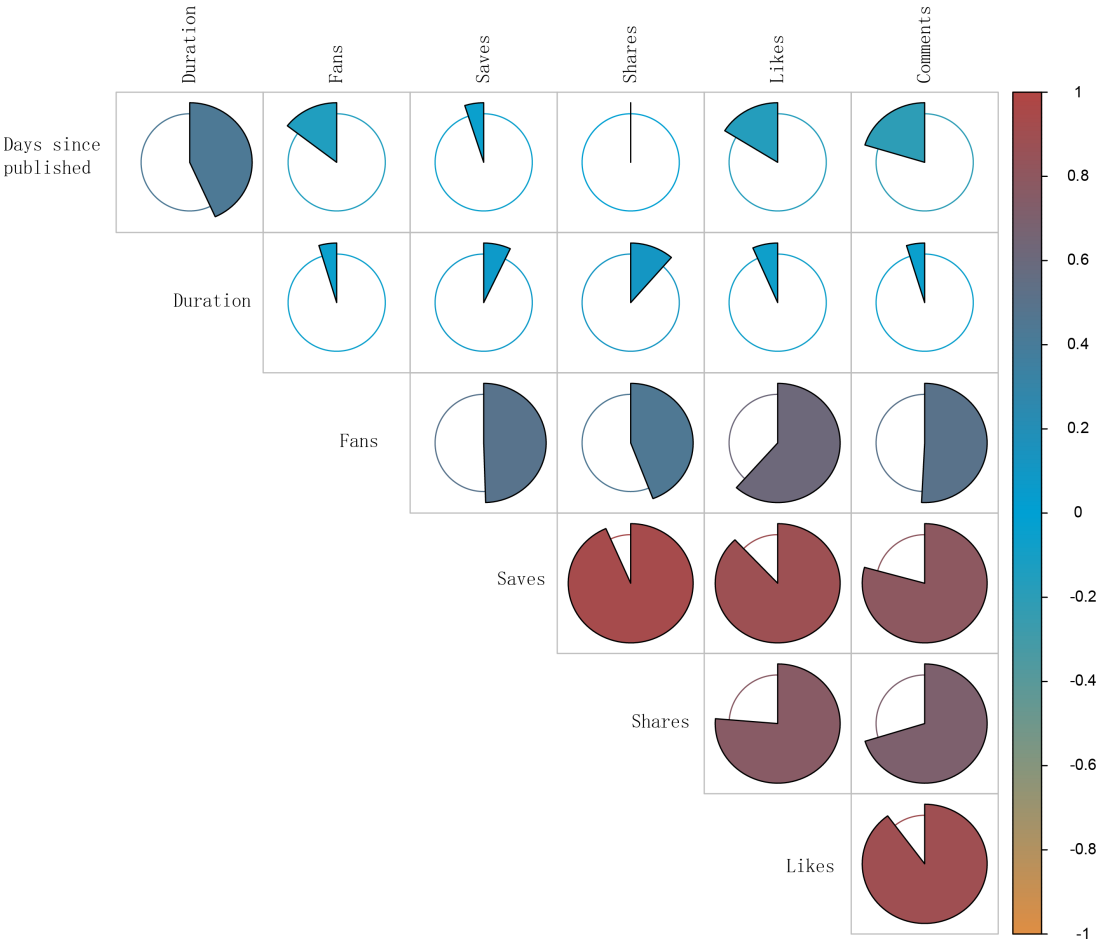 Duration
Fans
Saves
Shares
Likes
Comments
Days since
published
Duration
Fans
Saves
Shares
Likes
1
0.8
0.6
0.4
0.2
0
-0.2
-0.4
-0.6
-0.8
-1